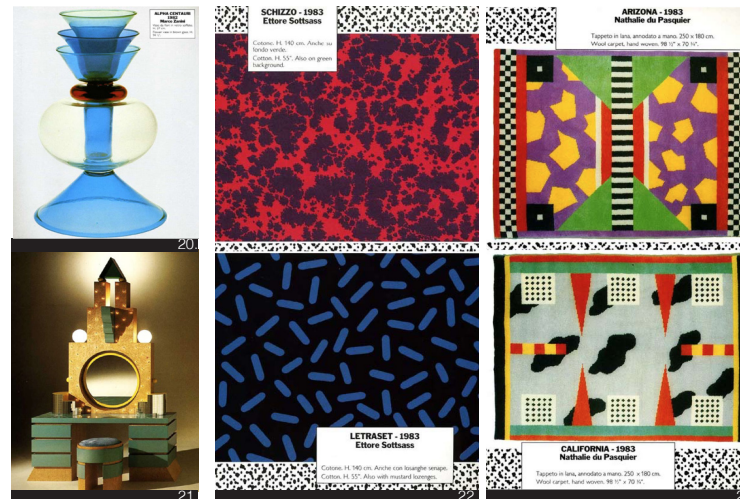 ALPHA CENTAURI
1982
Marco Zanini
SCHIZZO - 1983
Ettore Sottsass
Cotone. H. 140 cm. Anche su
fondo verde.
Cotton. H. 55". Also on green
background.
ARIZONA - 1983
Nathalie du Pasquier
Tappeto in lana, annodato a mano. 250 x 180 cm.
Wool carpet, hand woven. 98 ½" x 70 ¾".
20.
21
LETRASET - 1983
Ettore Sottsass
Cotone. H. 140 cm. Anche con losanghe senape.
Cotton. H. 55". Also with mustard lozenges.
22
CALIFORNIA - 1983
Nathalie du Pasquier
Tappeto in lana, annodato a mano. 250 x 180 cm.
Wool carpet, hand woven. 98 ½" x 70 ¾".